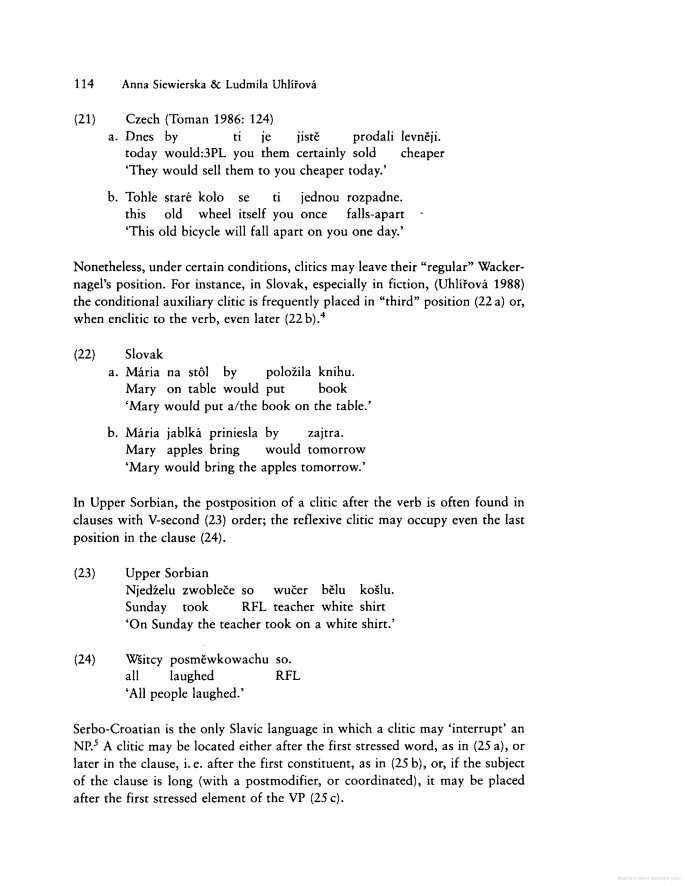 114 Anna Siewierska & Ludmila Uhlířová
(21) Czech (Toman 1986: 124)
a. Dnes by ti je jistě prodali levněji.
today would:3PL you them certainly sold cheaper
‘They would sell them to you cheaper today.’
b. Tohle staré kolo se ti jednou rozpadne.
this old wheel itself you once falls-apart
‘This old bicycle will fall apart on you one day.’
Nonetheless, under certain conditions, clitics may leave their “regular” Wacker-
nagel’s position. For instance, in Slovak, especially in fiction, (Uhlířová 1988)
the conditional auxiliary clitic is frequently placed in “third” position (22 a) or,
when enclitic to the verb, even later (22 b).⁴
(22) Slovak
a. Mária na stôl by položila knihu.
Mary on table would put book
‘Mary would put a/the book on the table.’
b. Mária jablká priniesla by zajtra.
Mary apples bring would tomorrow
‘Mary would bring the apples tomorrow.’
In Upper Sorbian, the postposition of a clitic after the verb is often found in
clauses with V-second (23) order; the reflexive clitic may occupy even the last
position in the clause (24).
(23) Upper Sorbian
Njedźelu zwobleče so wučer bělu košlu.
Sunday took RFL teacher white shirt
‘On Sunday the teacher took on a white shirt.’
(24) Wšitcy posměwkowachu so.
all laughed RFL
‘All people laughed.’
Serbo-Croatian is the only Slavic language in which a clitic may ‘interrupt’ an
NP.⁵ A clitic may be located either after the first stressed word, as in (25 a), or
later in the clause, i. e. after the first constituent, as in (25 b), or, if the subject
of the clause is long (with a postmodifier, or coordinated), it may be placed
after the first stressed element of the VP (25 c).